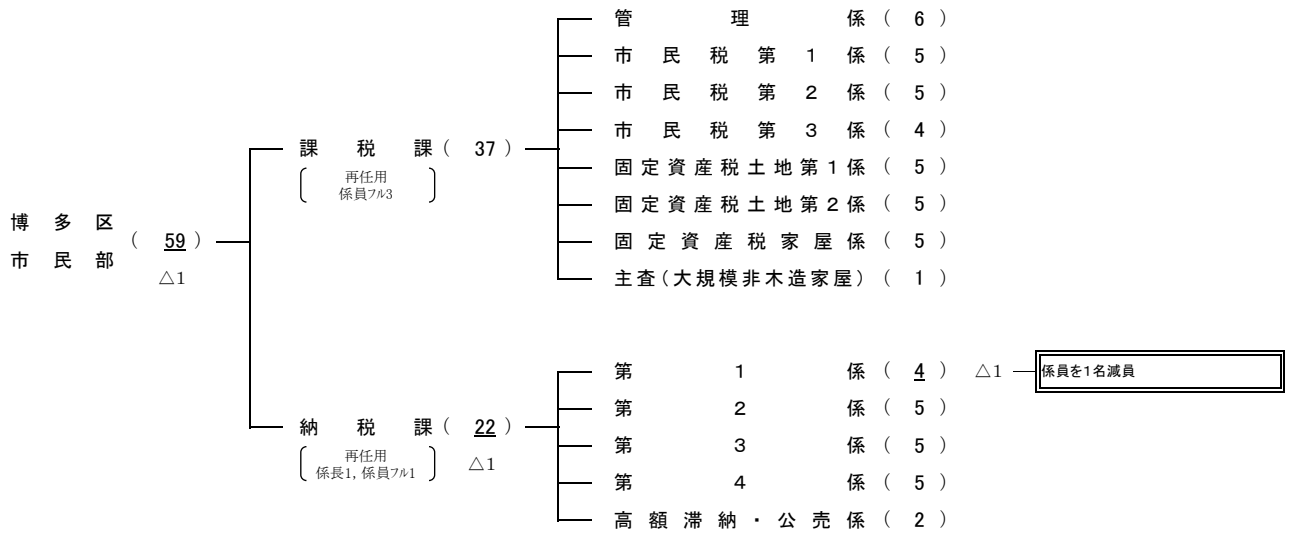 管理係（ 6 ）
市民税第1係（ 5 ）
市民税第2係（ 5 ）
市民税第3係（ 4 ）
課税課（ 37 ）
再任用
係員フル3
固定資産税土地第1係（ 5 ）
固定資産税土地第2係（ 5 ）
固定資産税家屋係（ 5 ）
主査（大規模非木造家屋）（ 1 ）
博多区
市民部
（ 59 ）
△1
第1係（ 4 ） △1
係員を1名減員
第2係（ 5 ）
納税課（ 22 ）
再任用
係長1, 係員フル1
△1
第3係（ 5 ）
第4係（ 5 ）
高額滞納・公売係（ 2 ）